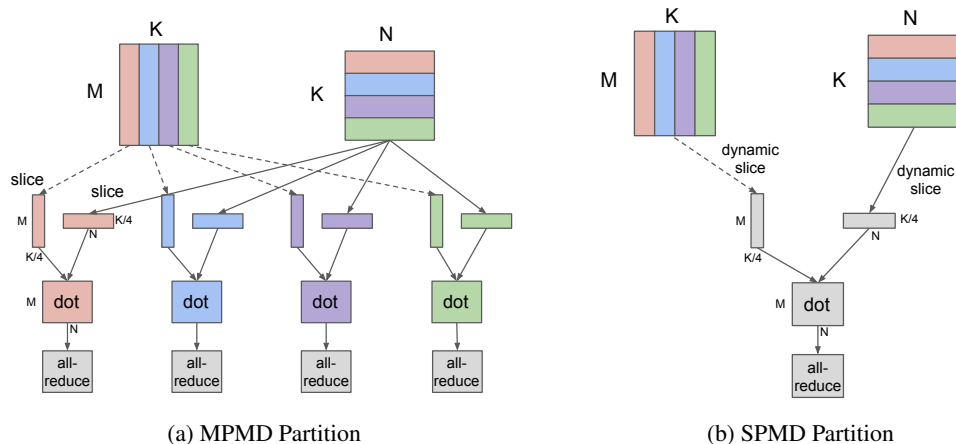 K
N
M
K
slice
slice
M
K/4
N
K/4
K/4
M
dot
dot
dot
dot
N
all-
reduce
all-
reduce
all-
reduce
all-
reduce
(a) MPMD Partition
K
N
M
K
dynamic
slice
dynamic
slice
M
K/4
K/4
N
M
dot
N
all-
reduce
(b) SPMD Partition